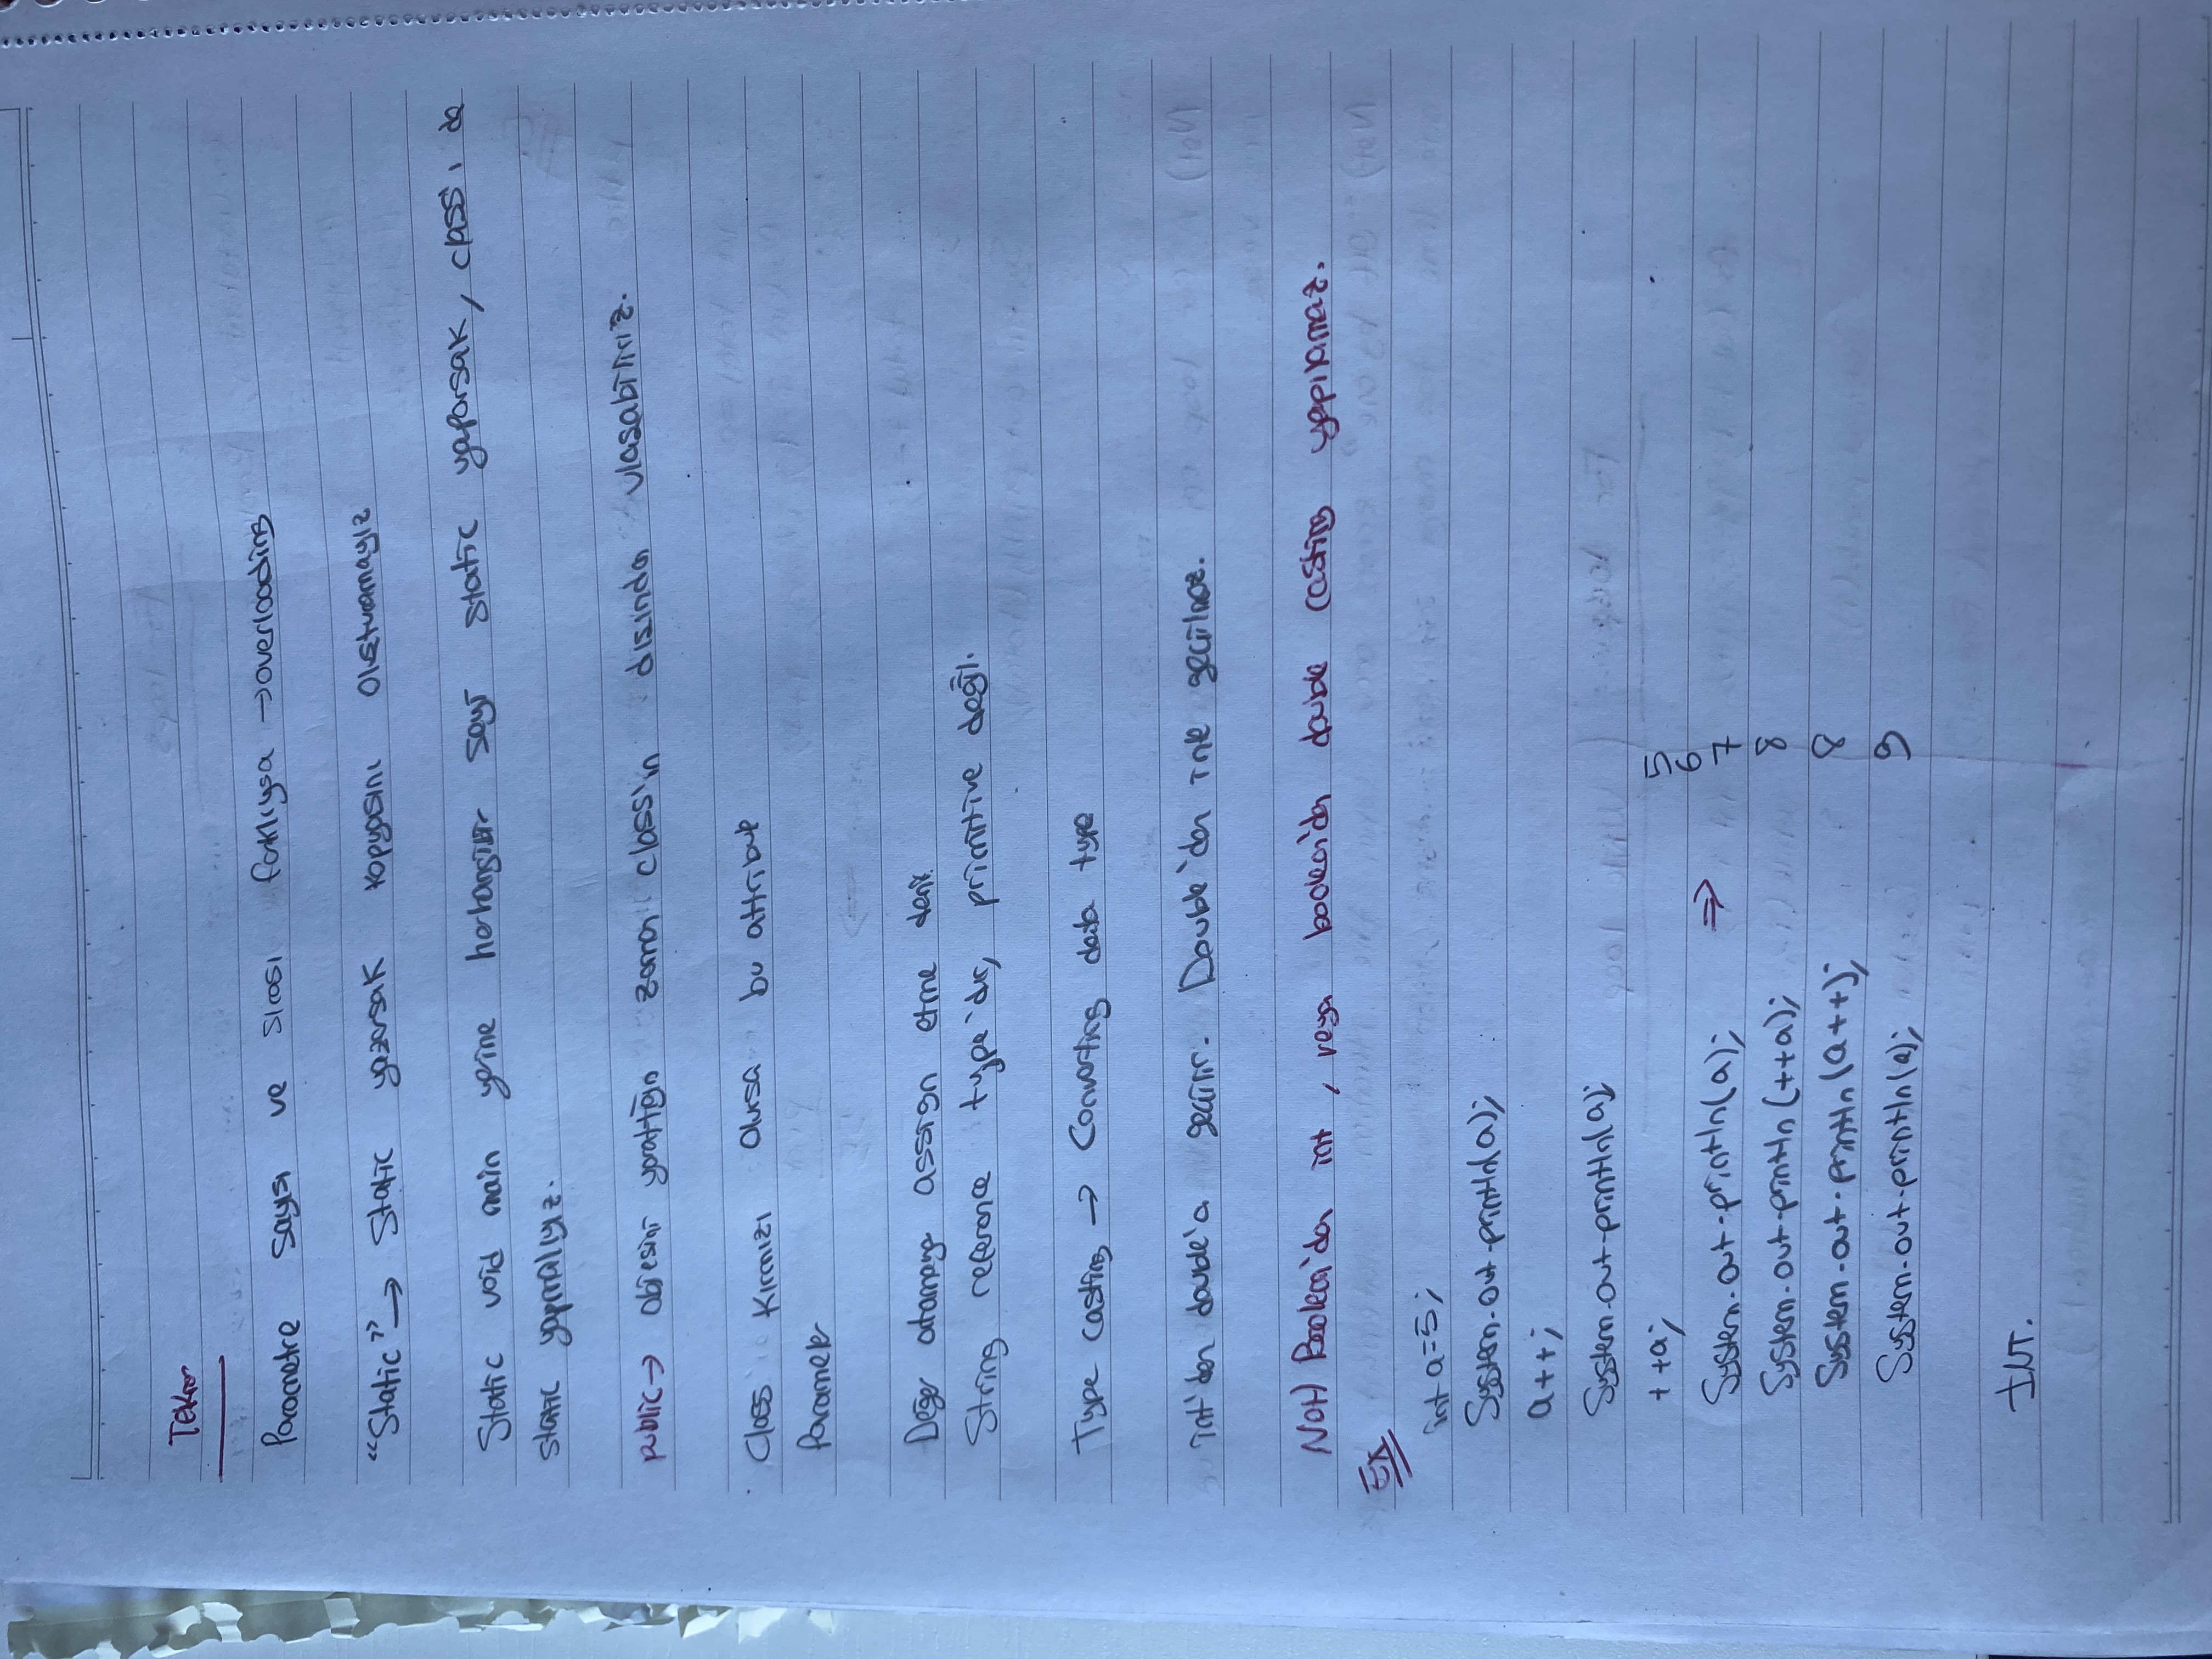 Tekrar
Parametre sayısı ve sırası farklıysa → overloading
"Static" → Static yazarsak kopyasını oluşturamayız
Static void main yerine herhangibir şeyi static yaparsak, class'ı da
static yapmalıyız.
public → objesini yarattığın zaman class'ın dışından ulaşabiliriz.
Class kırmızı olursa bu attribute
Parametre
Değer atamaya assign etme denir.
String reference type'dır, primitive değil.
Type casting → Converting data type
int'den double'a geçilir. Double'dan int'e geçilmez.
Not) Boolean'dan int, veya boolean'dan double casting yapılamaz.
Ex
int a=5;
System.out.println(a);
a++;
System.out.println(a);
++a; 5
6
System.out.println(a); ⇒ 7
System.out.println(++a); 8
System.out.println(a++); 8
System.out.println(a); 9
INT.